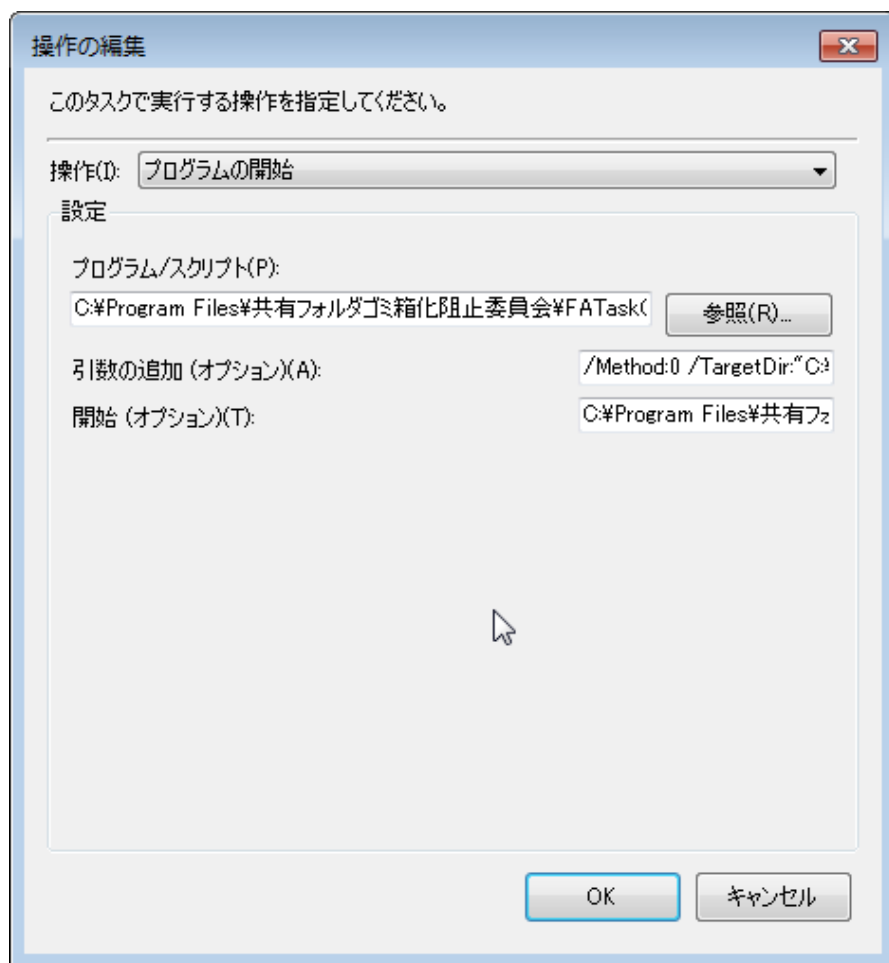 操作の編集
このタスクで実行する操作を指定してください。
操作(I): プログラムの開始
設定
プログラム/スクリプト(P):
C:¥Program Files¥共有フォルダゴミ箱化阻止委員会¥FATask( 参照(R)...
引数の追加 (オプション)(A): /Method:0 /TargetDir:"C:¥
開始 (オプション)(T): C:¥Program Files¥共有フォ
OK キャンセル